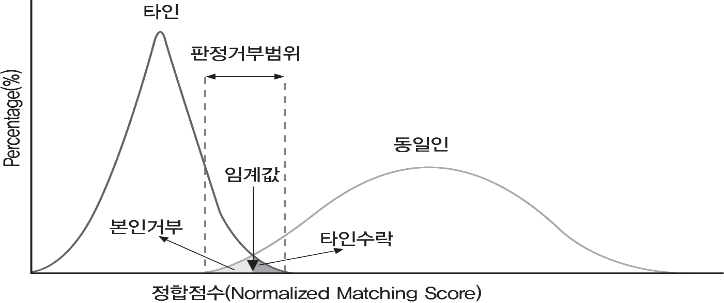 타인
판정거부범위
Percentage(%)
동일인
임계값
본인거부
타인수락
정합점수(Normalized Matching Score)